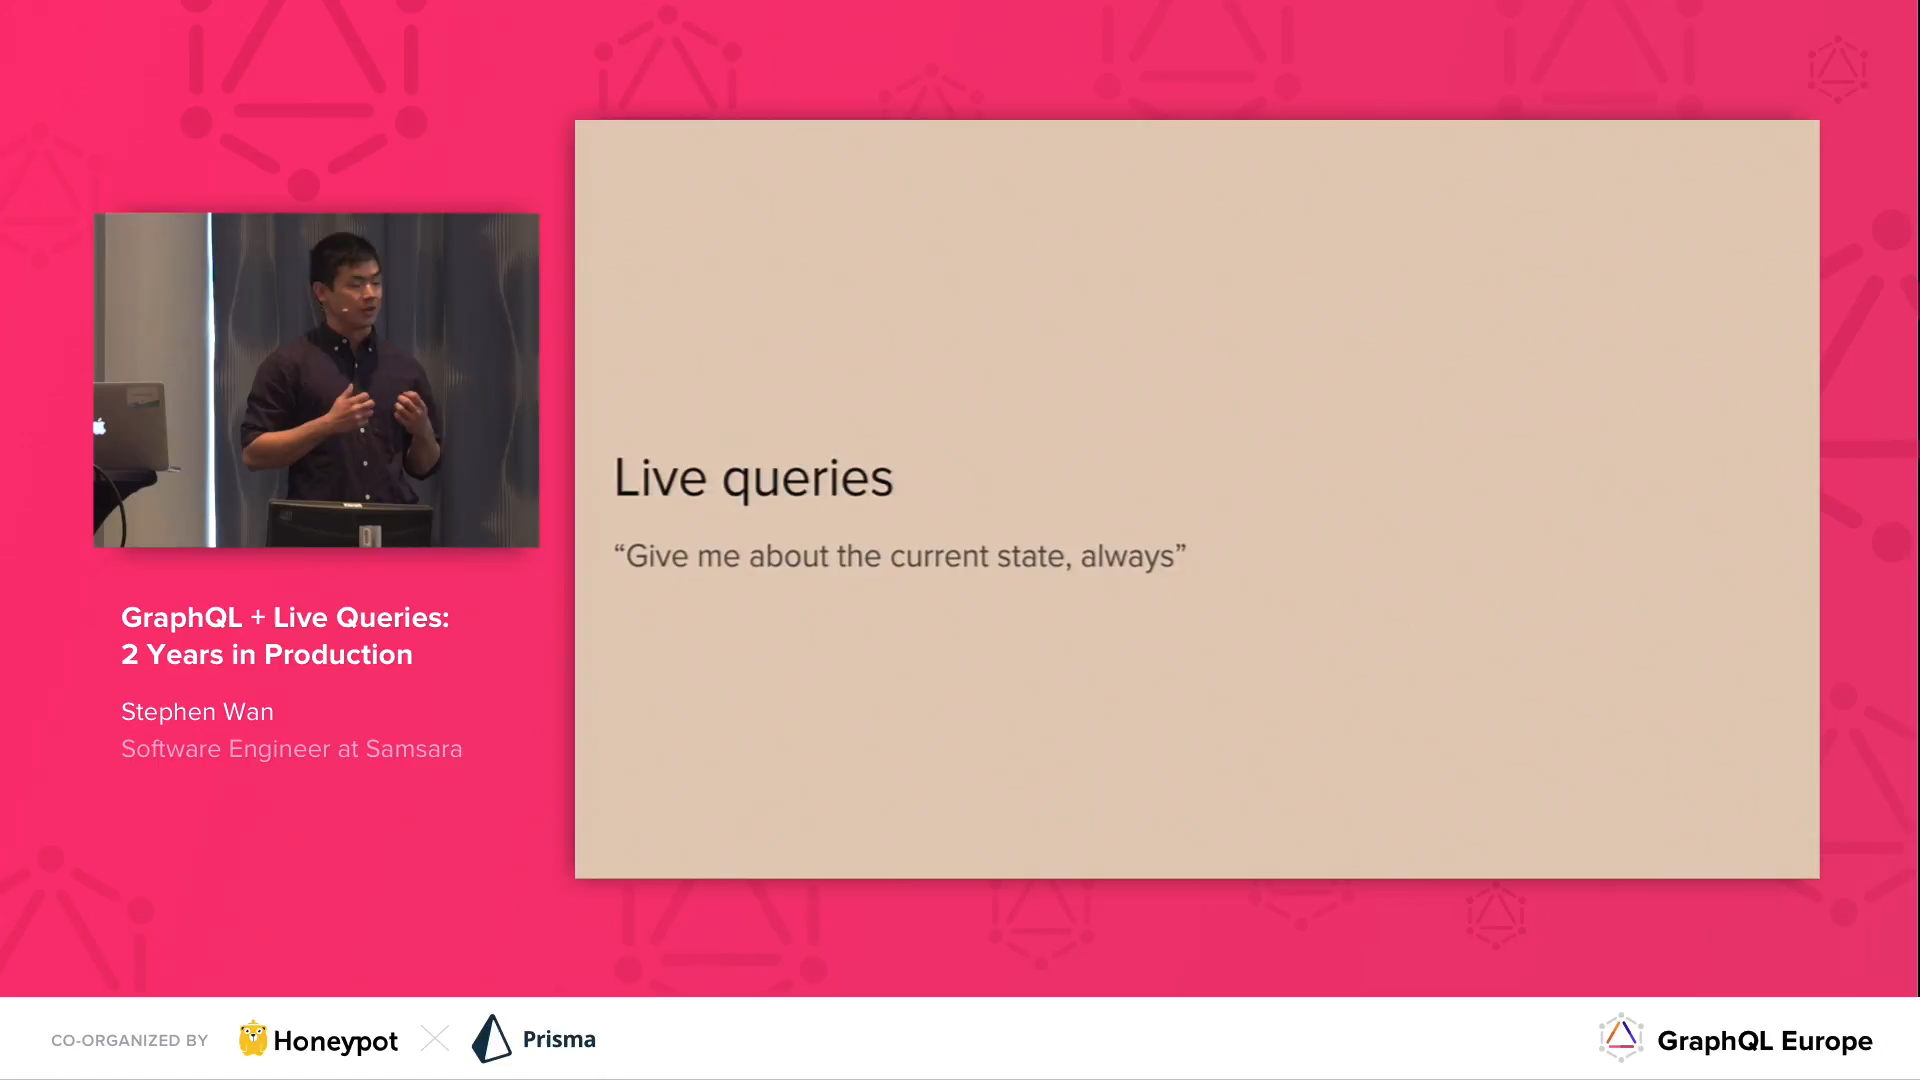 Live queries
“Give me about the current state, always”
GraphQL + Live Queries:
2 Years in Production
Stephen Wan
Software Engineer at Samsara
CO-ORGANIZED BY
Honeypot
Prisma
GraphQL Europe